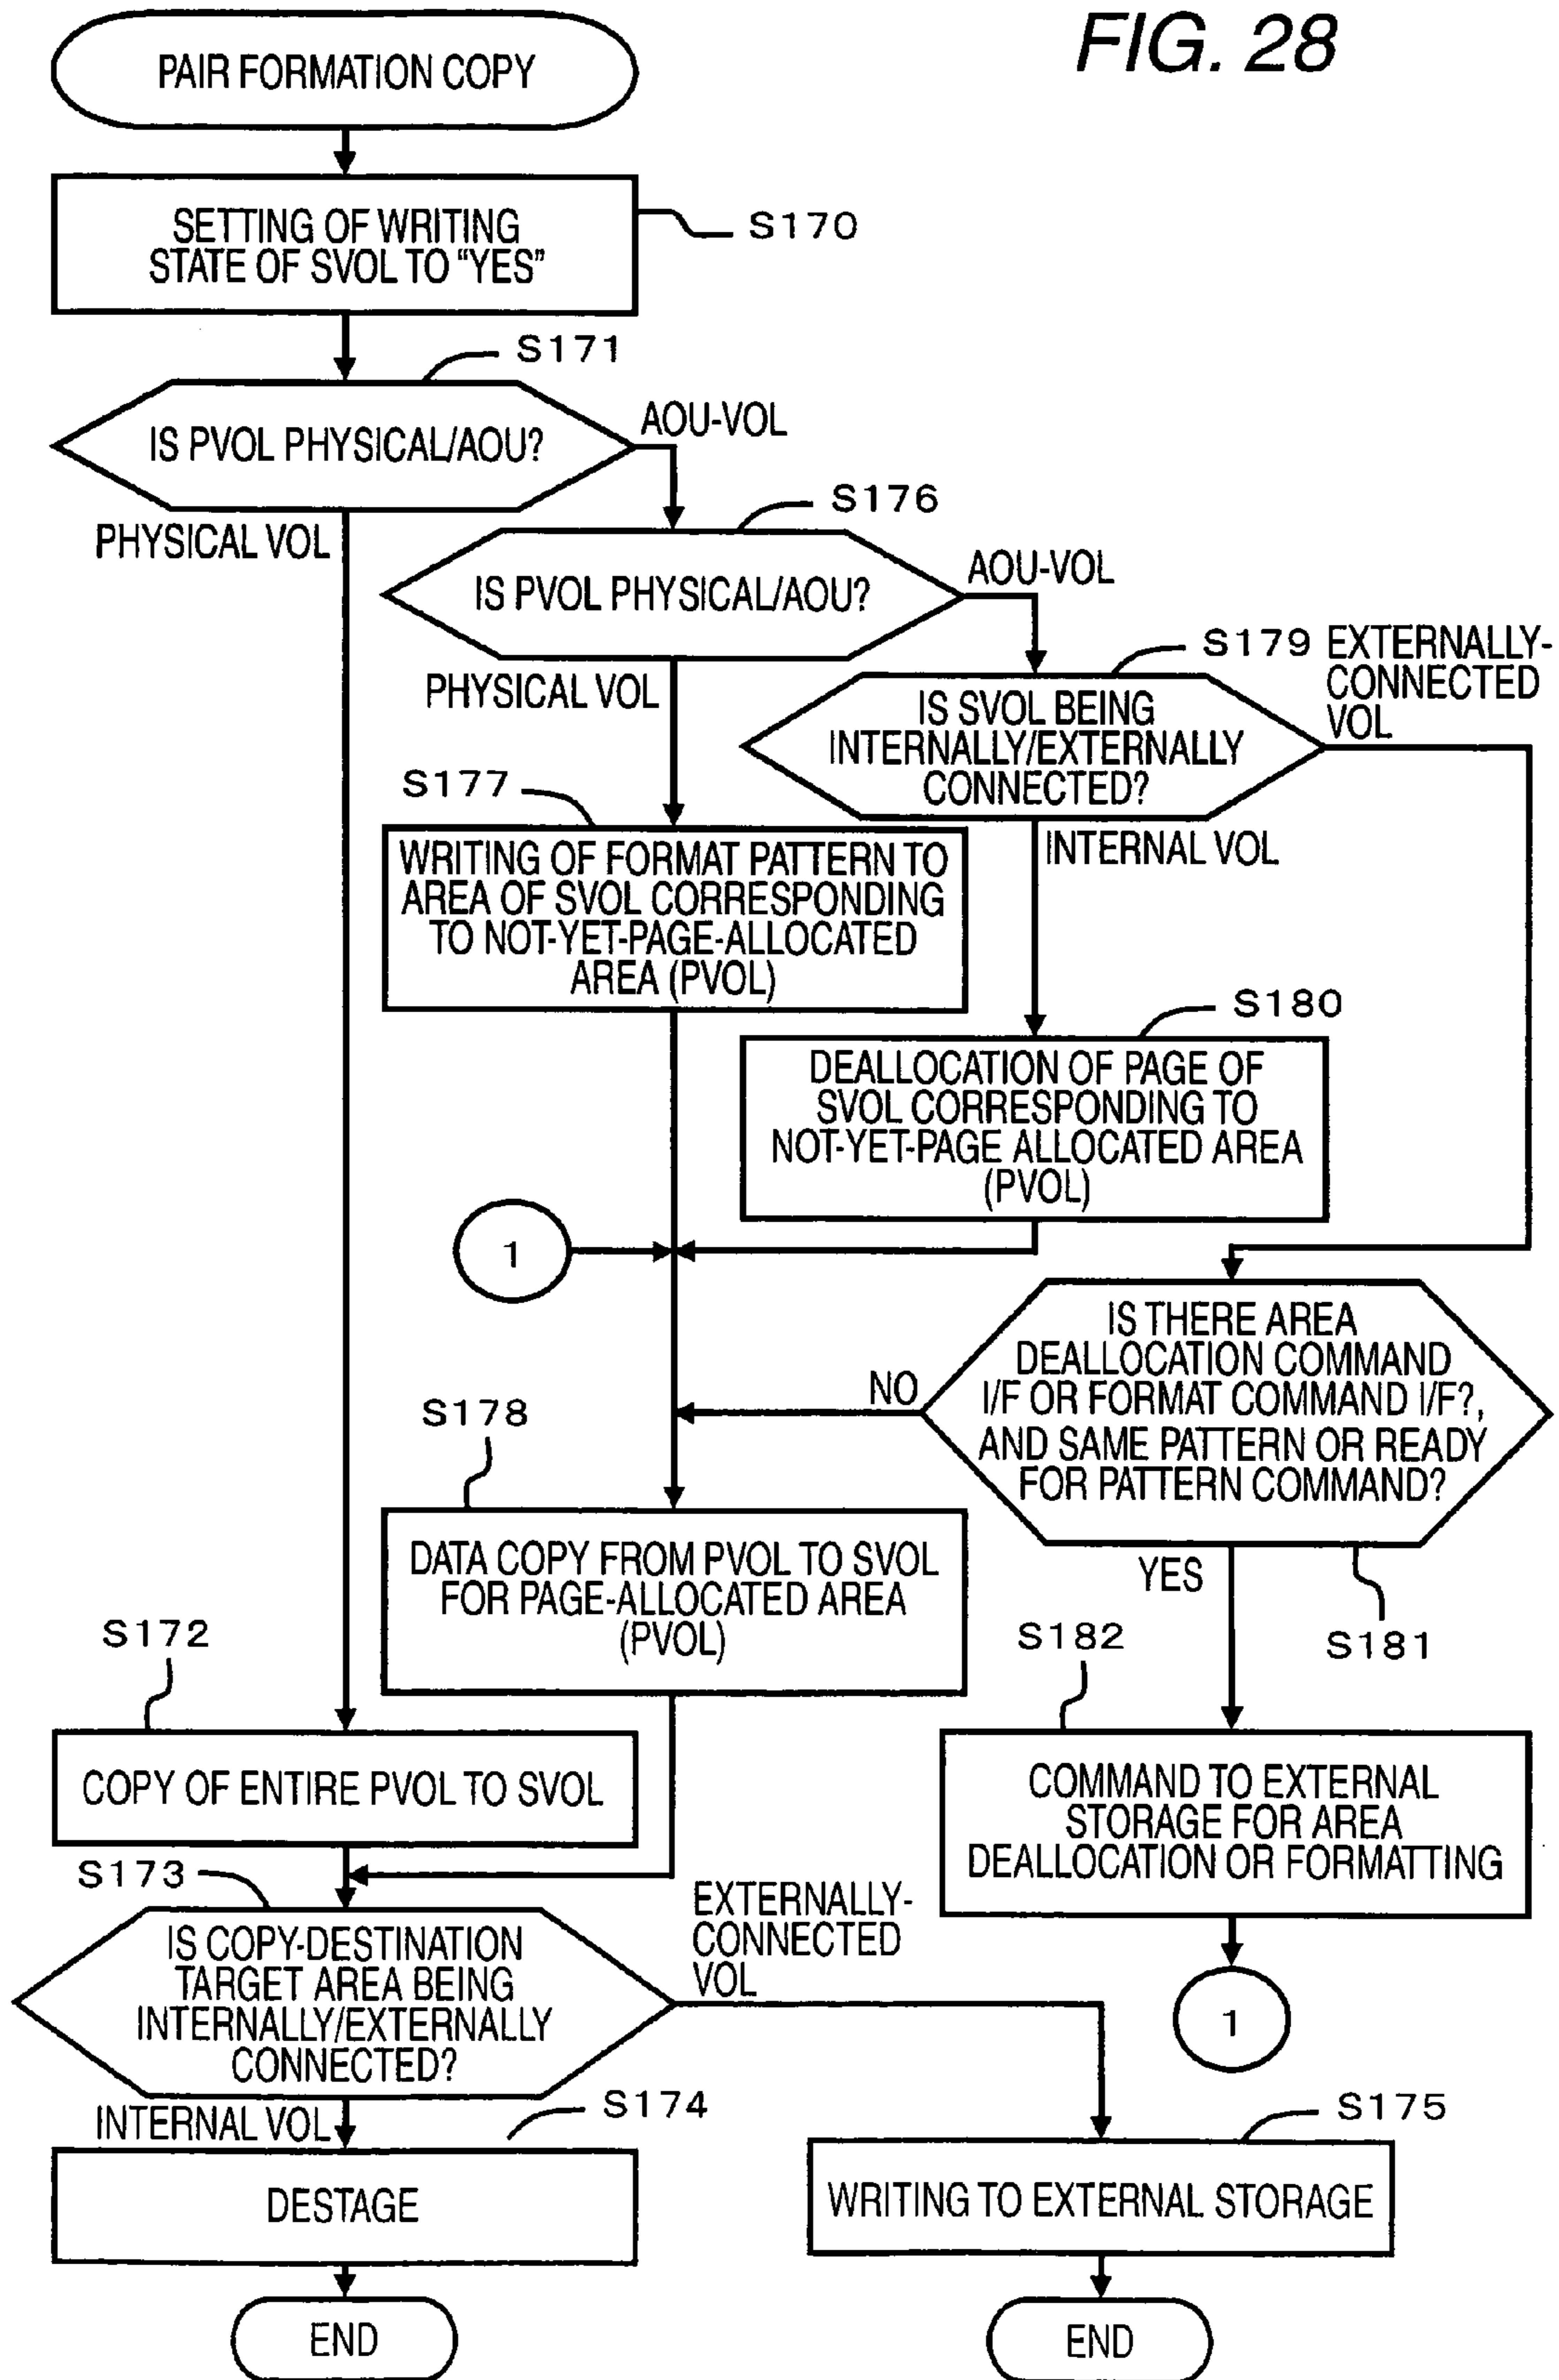 FIG. 28
PAIR FORMATION COPY
SETTING OF WRITING
STATE OF SVOL TO “YES”
S170
S171
IS PVOL PHYSICAL/AOU?
AOU-VOL
PHYSICAL VOL
S176
IS PVOL PHYSICAL/AOU?
AOU-VOL
PHYSICAL VOL
S179
EXTERNALLY-
CONNECTED
VOL
IS SVOL BEING
INTERNALLY/EXTERNALLY
CONNECTED?
INTERNAL VOL
S177
WRITING OF FORMAT PATTERN TO
AREA OF SVOL CORRESPONDING
TO NOT-YET-PAGE-ALLOCATED
AREA (PVOL)
S180
DEALLOCATION OF PAGE OF
SVOL CORRESPONDING TO
NOT-YET-PAGE ALLOCATED AREA
(PVOL)
1
IS THERE AREA
DEALLOCATION COMMAND
I/F OR FORMAT COMMAND I/F?,
AND SAME PATTERN OR READY
FOR PATTERN COMMAND?
NO
YES
S181
S178
DATA COPY FROM PVOL TO SVOL
FOR PAGE-ALLOCATED AREA
(PVOL)
S172
COPY OF ENTIRE PVOL TO SVOL
S182
COMMAND TO EXTERNAL
STORAGE FOR AREA
DEALLOCATION OR FORMATTING
1
S173
IS COPY-DESTINATION
TARGET AREA BEING
INTERNALLY/EXTERNALLY
CONNECTED?
EXTERNALLY-
CONNECTED
VOL
INTERNAL VOL
S174
DESTAGE
S175
WRITING TO EXTERNAL STORAGE
END
END